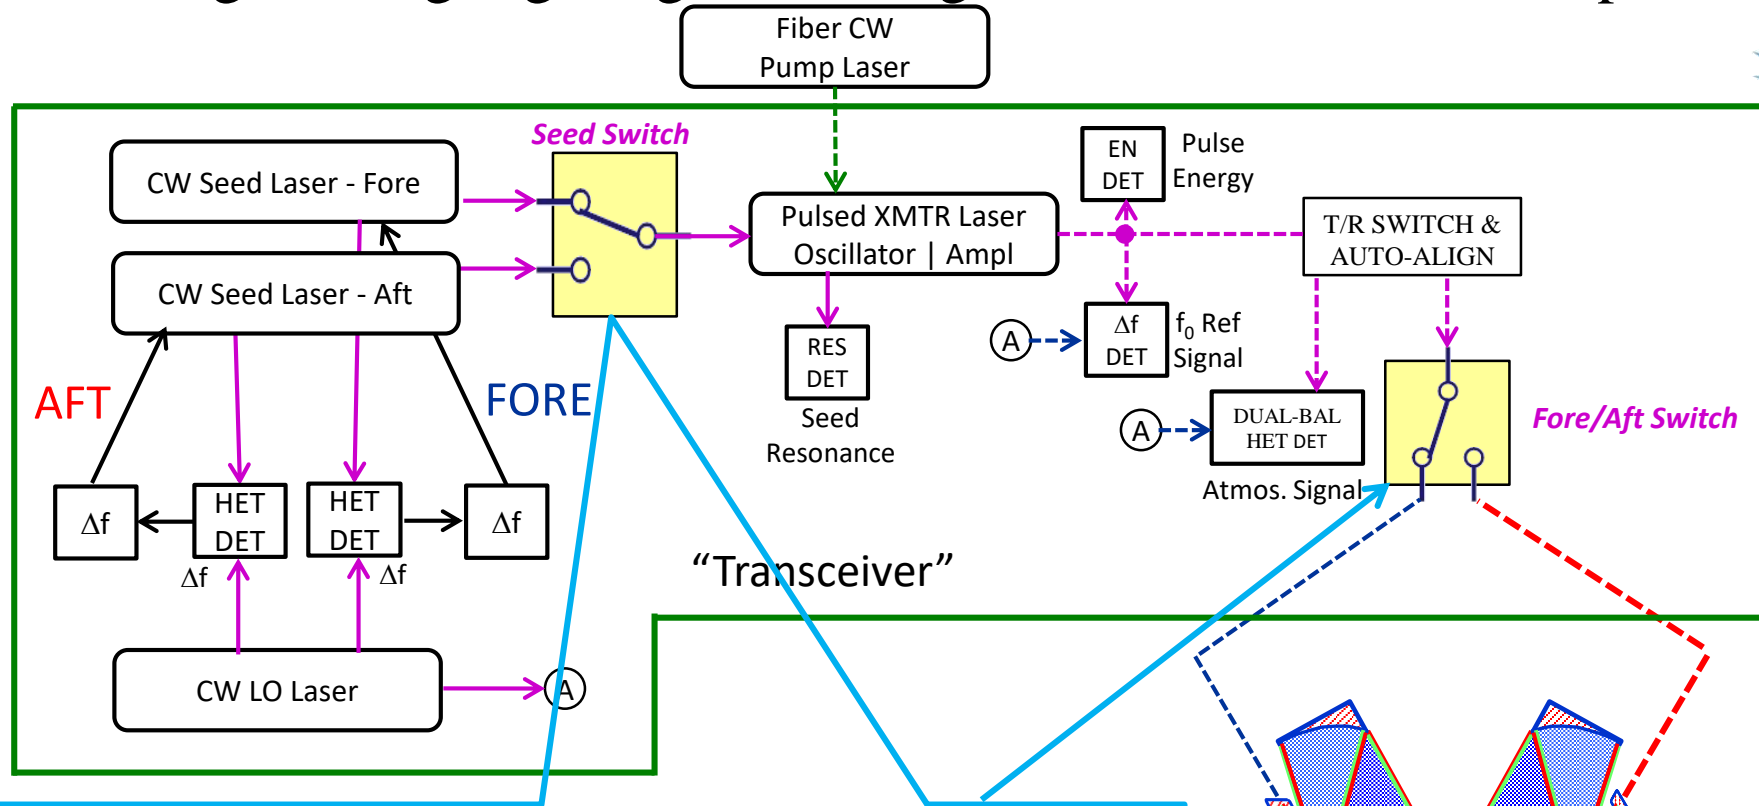 Fiber CW
Pump Laser
Seed Switch
CW Seed Laser - Fore
CW Seed Laser - Aft
Pulsed XMTR Laser
Oscillator | Ampl
EN
DET
Pulse
Energy
T/R SWITCH &
AUTO-ALIGN
A
Δf
DET
f₀ Ref
Signal
RES
DET
Seed
Resonance
AFT
FORE
A
DUAL-BAL
HET DET
Atmos. Signal
Fore/Aft Switch
Δf
HET
DET
HET
DET
Δf
Δf
Δf
"Transceiver"
CW LO Laser
A